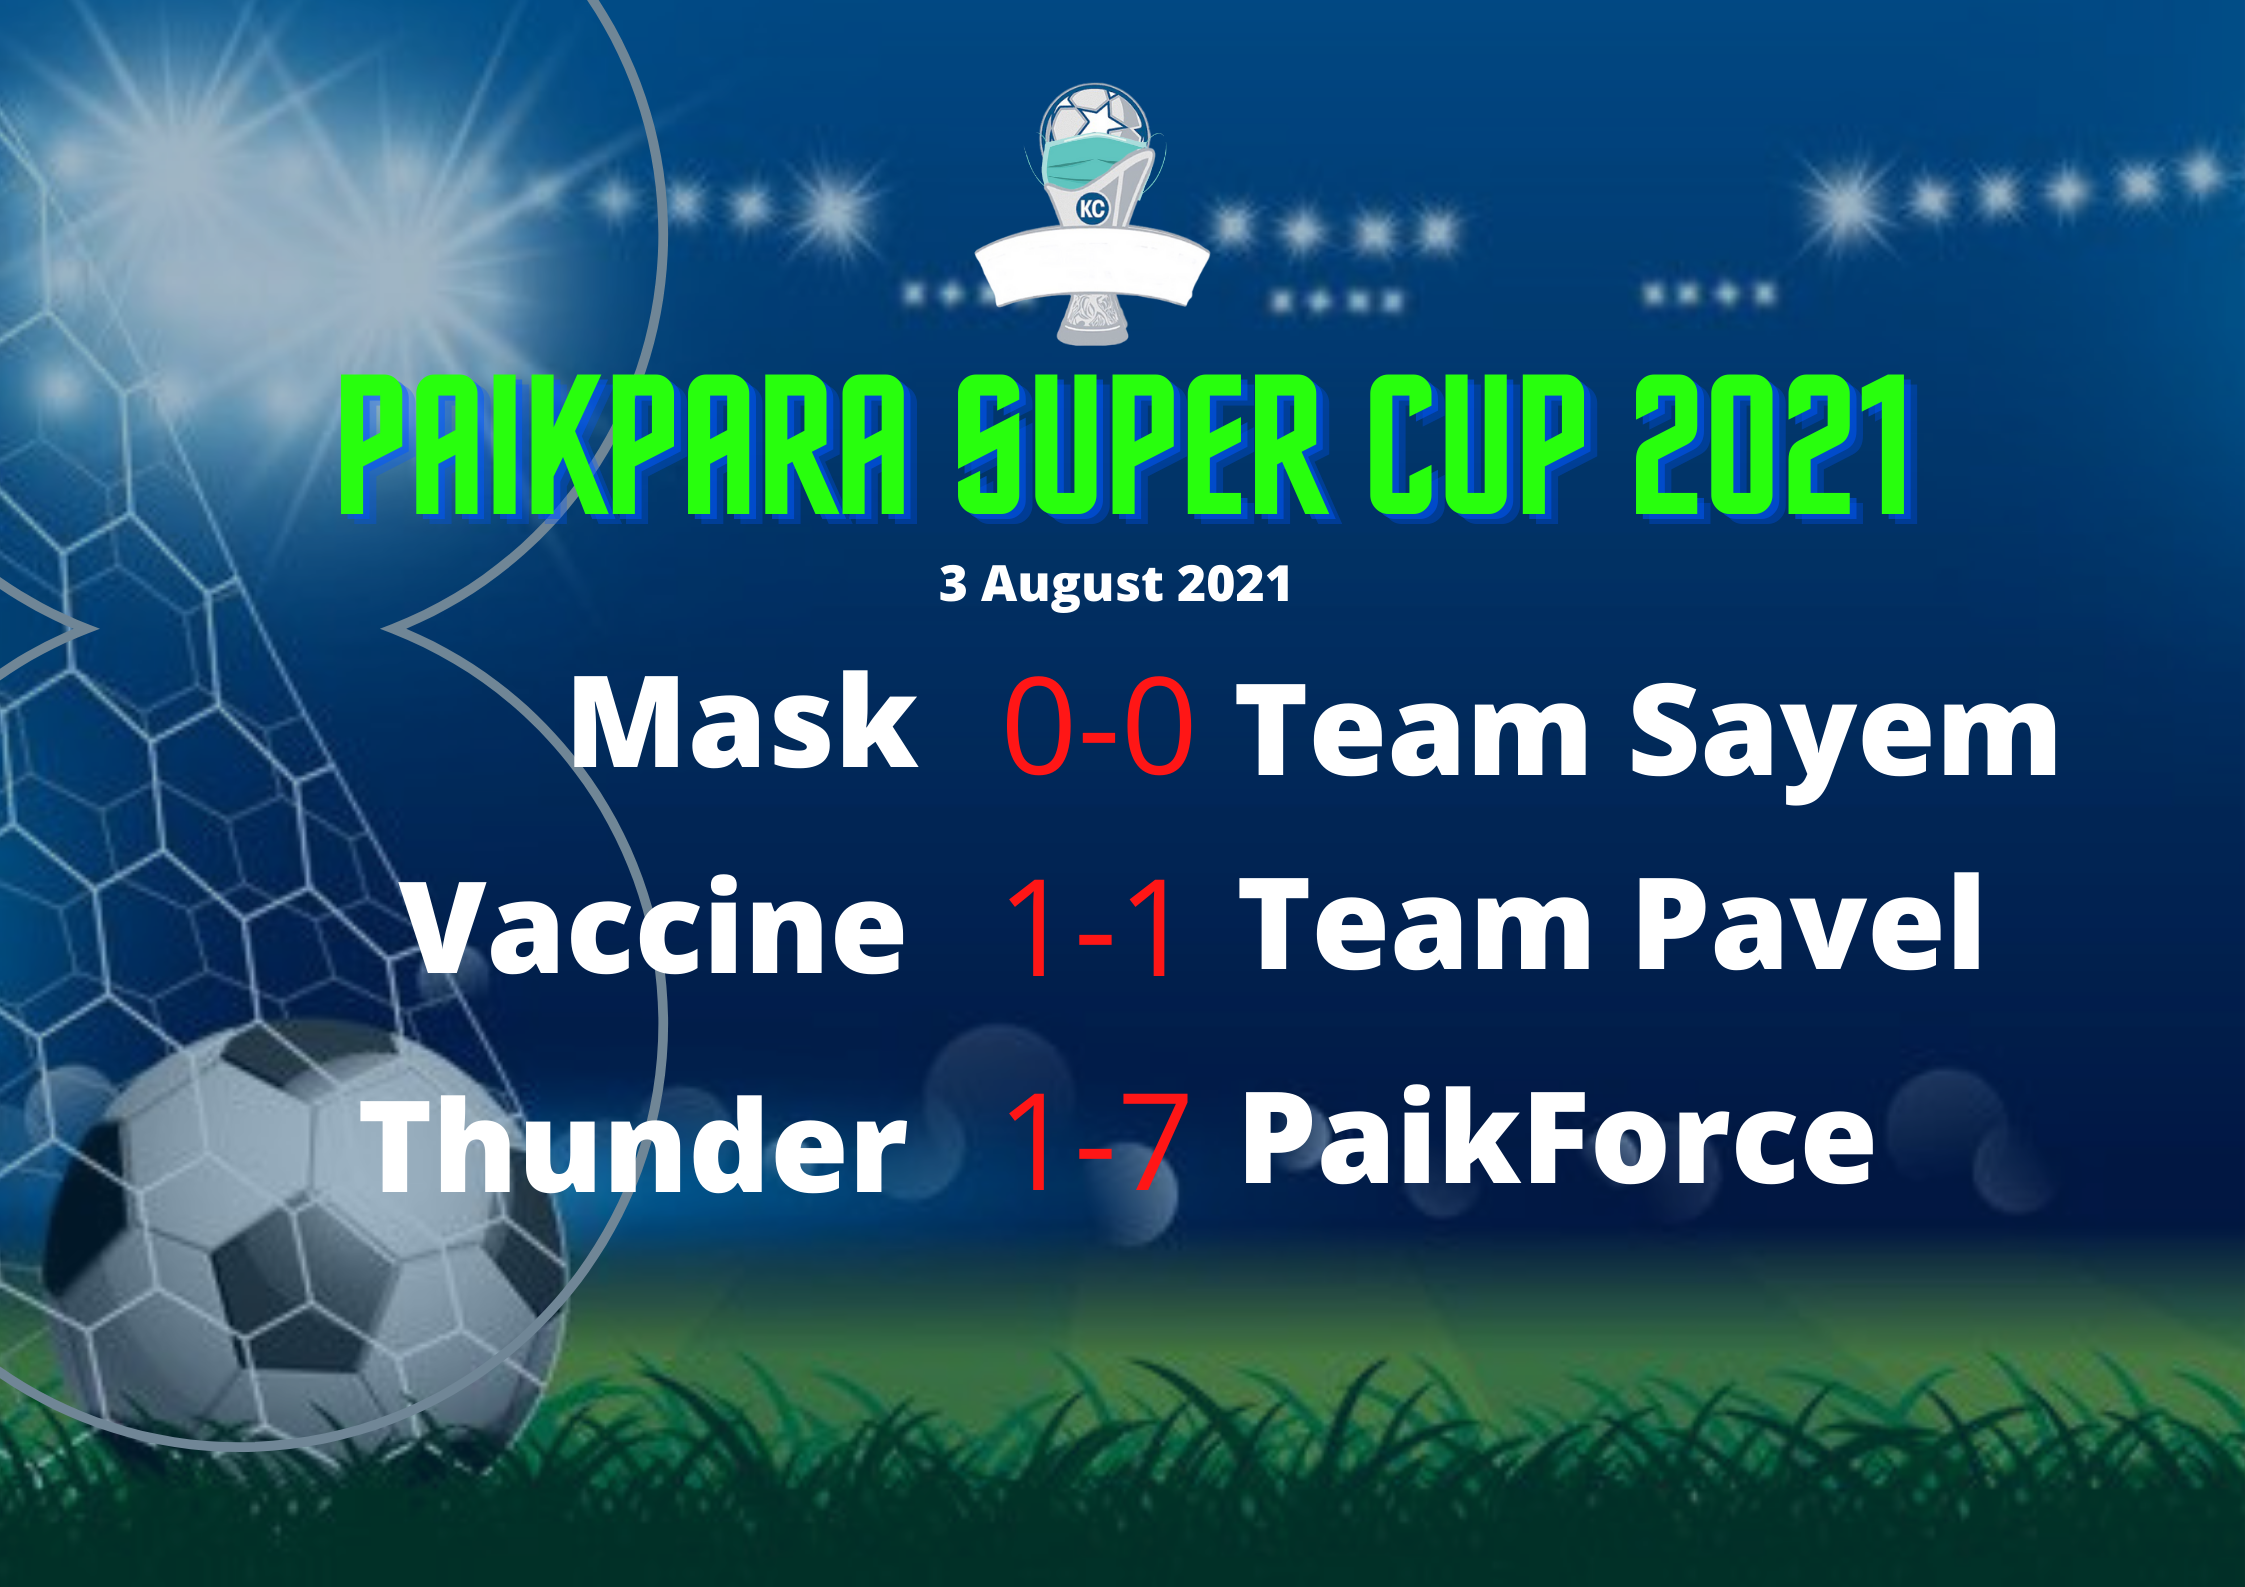 KC
PAIKPARA SUPER CUP 2021
3 August 2021
Mask 0-0 Team Sayem
Vaccine 1-1 Team Pavel
Thunder 1-7 PaikForce